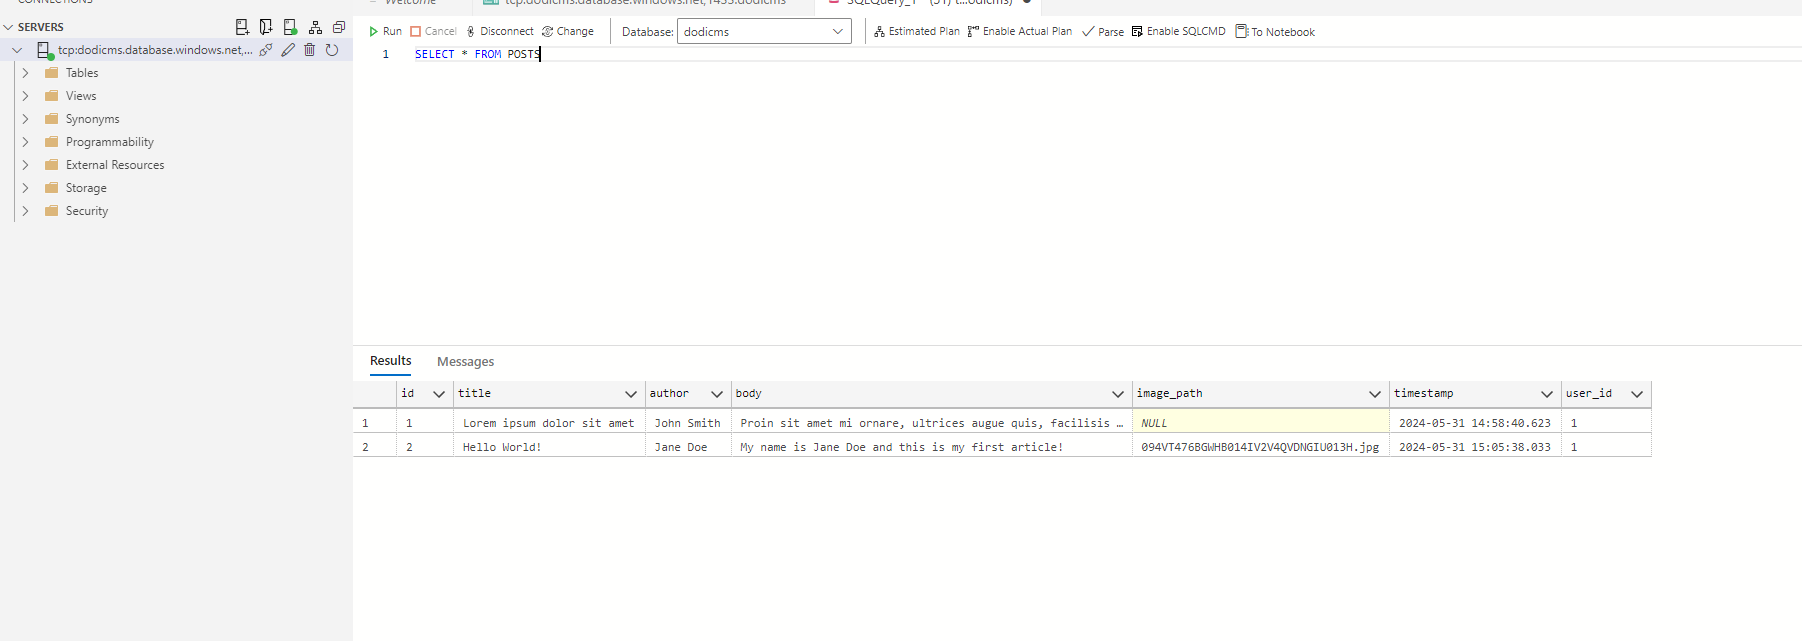 CONNECTIONS
Welcome
tcp:dodicms.database.windows.net,1433:dodicms
SERVERS
tcp:dodicms.database.windows.net,...
Tables
Views
Synonyms
Programmability
External Resources
Storage
Security
Run
Cancel
Disconnect
Change
Database:
dodicms
Estimated Plan
Enable Actual Plan
Parse
Enable SQLCMD
To Notebook
1 SELECT * FROM POSTS
Results Messages
id title author body image_path timestamp user_id
1 1 Lorem ipsum dolor sit amet John Smith Proin sit amet mi ornare, ultrices augue quis, facilisis … NULL 2024-05-31 14:58:40.623 1
2 2 Hello World! Jane Doe My name is Jane Doe and this is my first article! 094VT476BGWHB014IV2V4QVDNGIU013H.jpg 2024-05-31 15:05:38.033 1